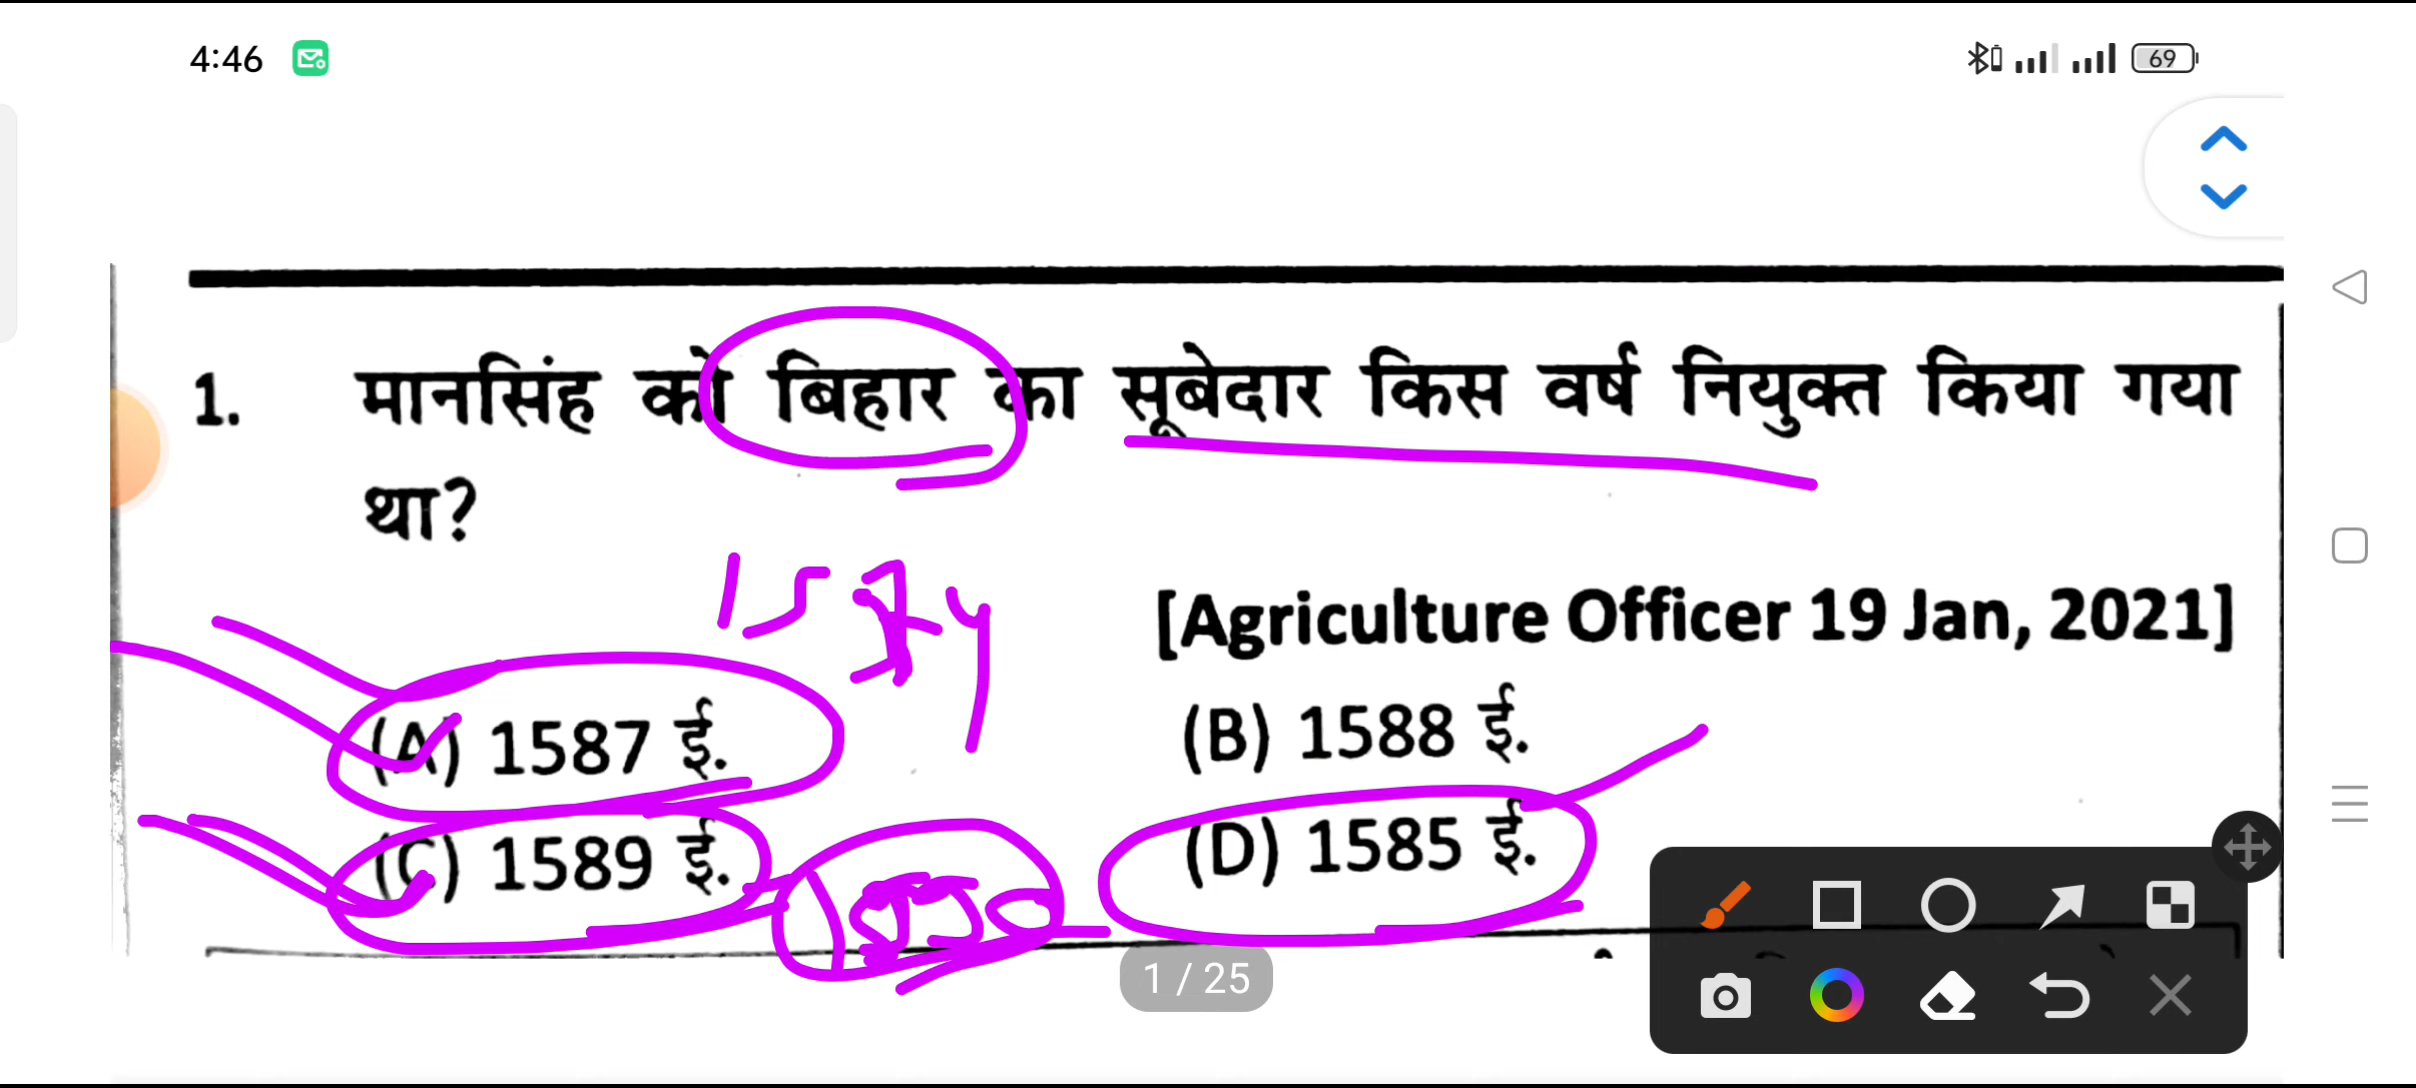 4:46
69
1. मानसिंह को बिहार का सूबेदार किस वर्ष नियुक्त किया गया
था?
[Agriculture Officer 19 Jan, 2021]
(A) 1587 ई. (B) 1588 ई.
(C) 1589 ई. (D) 1585 ई.
1 / 25